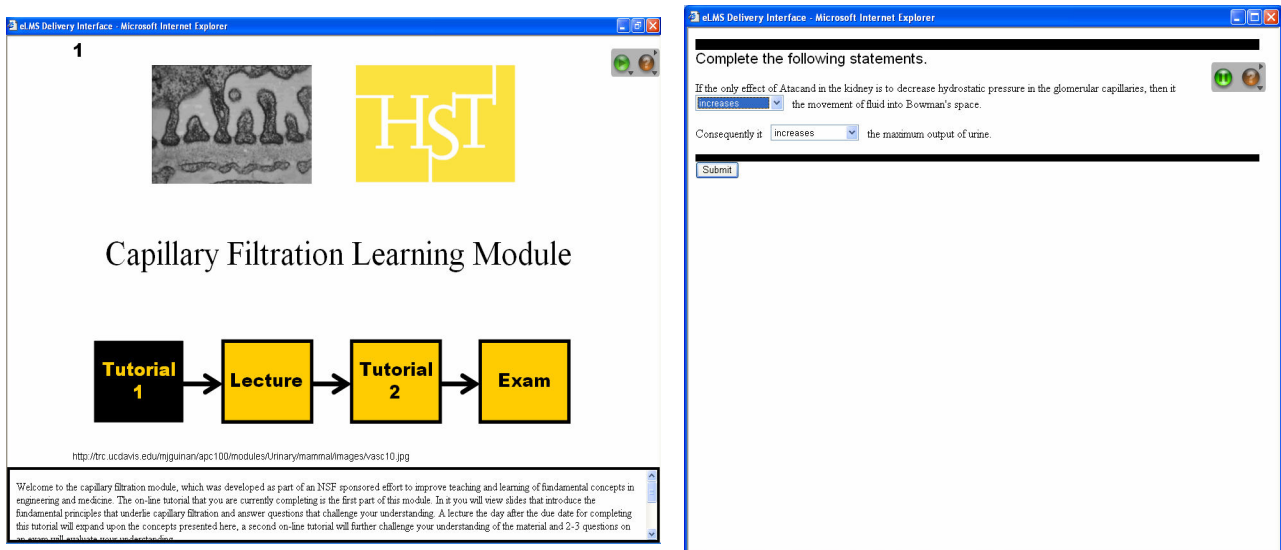 eLMS Delivery Interface - Microsoft Internet Explorer
1
HST
Capillary Filtration Learning Module
Tutorial 1
Lecture
Tutorial 2
Exam
http://trc.ucdavis.edu/mjguinan/apc100/modules/Urinary/mammal/images/vasc10.jpg
Welcome to the capillary filtration module, which was developed as part of an NSF sponsored effort to improve teaching and learning of fundamental concepts in
engineering and medicine. The on-line tutorial that you are currently completing is the first part of this module. In it you will view slides that introduce the
fundamental principles that underlie capillary filtration and answer questions that challenge your understanding. A lecture the day after the due date for completing
this tutorial will expand upon the concepts presented here, a second on-line tutorial will further challenge your understanding of the material and 2-3 questions on
an exam will evaluate your understanding.
eLMS Delivery Interface - Microsoft Internet Explorer
Complete the following statements.
If the only effect of Atacand in the kidney is to decrease hydrostatic pressure in the glomerular capillaries, then it
increases the movement of fluid into Bowman's space.
Consequently it increases the maximum output of urine.
Submit